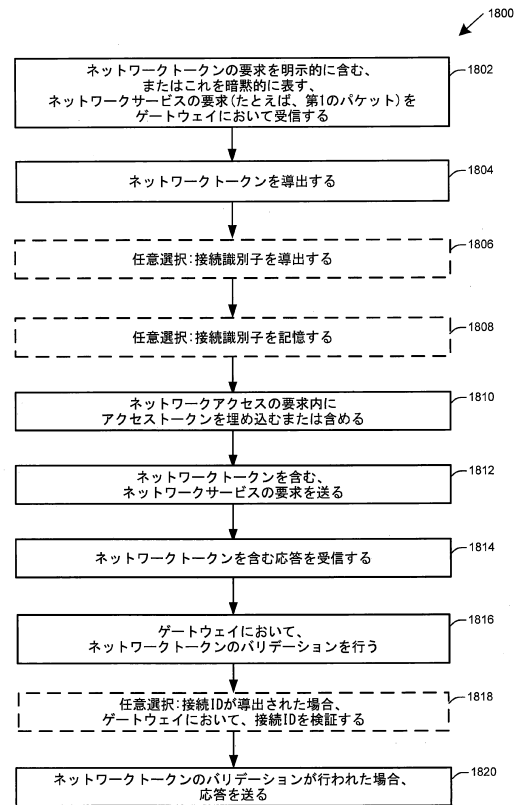 1800
ネットワークトークンの要求を明示的に含む、
またはこれを暗黙的に表す、
ネットワークサービスの要求(たとえば、第1のパケット)を
ゲートウェイにおいて受信する
1802
ネットワークトークンを導出する
1804
任意選択:接続識別子を導出する
1806
任意選択:接続識別子を記憶する
1808
ネットワークアクセスの要求内に
アクセストークンを埋め込むまたは含める
1810
ネットワークトークンを含む、
ネットワークサービスの要求を送る
1812
ネットワークトークンを含む応答を受信する
1814
ゲートウェイにおいて、
ネットワークトークンのバリデーションを行う
1816
任意選択:接続IDが導出された場合、
ゲートウェイにおいて、接続IDを検証する
1818
ネットワークトークンのバリデーションが行われた場合、
応答を送る
1820